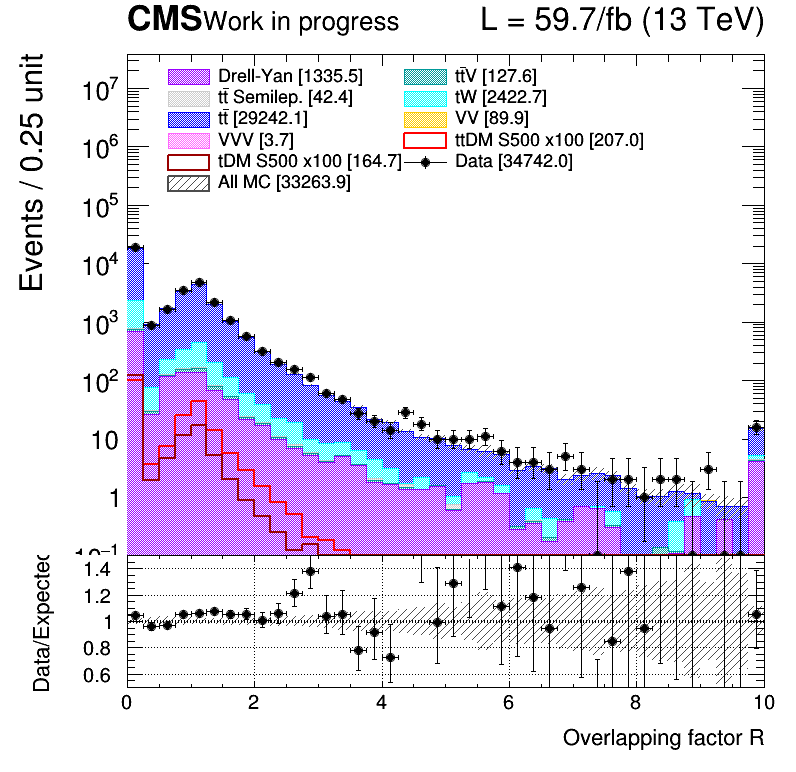 CMS Work in progress L = 59.7/fb (13 TeV)
Events / 0.25 unit
Drell-Yan [1335.5] tt̄V [127.6]
tt̄ Semilep. [42.4] tW [2422.7]
tt̄ [29242.1] VV [89.9]
VVV [3.7] ttDM S500 x100 [207.0]
tDM S500 x100 [164.7] Data [34742.0]
All MC [33263.9]
10⁷
10⁶
10⁵
10⁴
10³
10²
10
1
10⁻¹
Data/Expected
1.4
1.2
1
0.8
0.6
0 2 4 6 8 10
Overlapping factor R